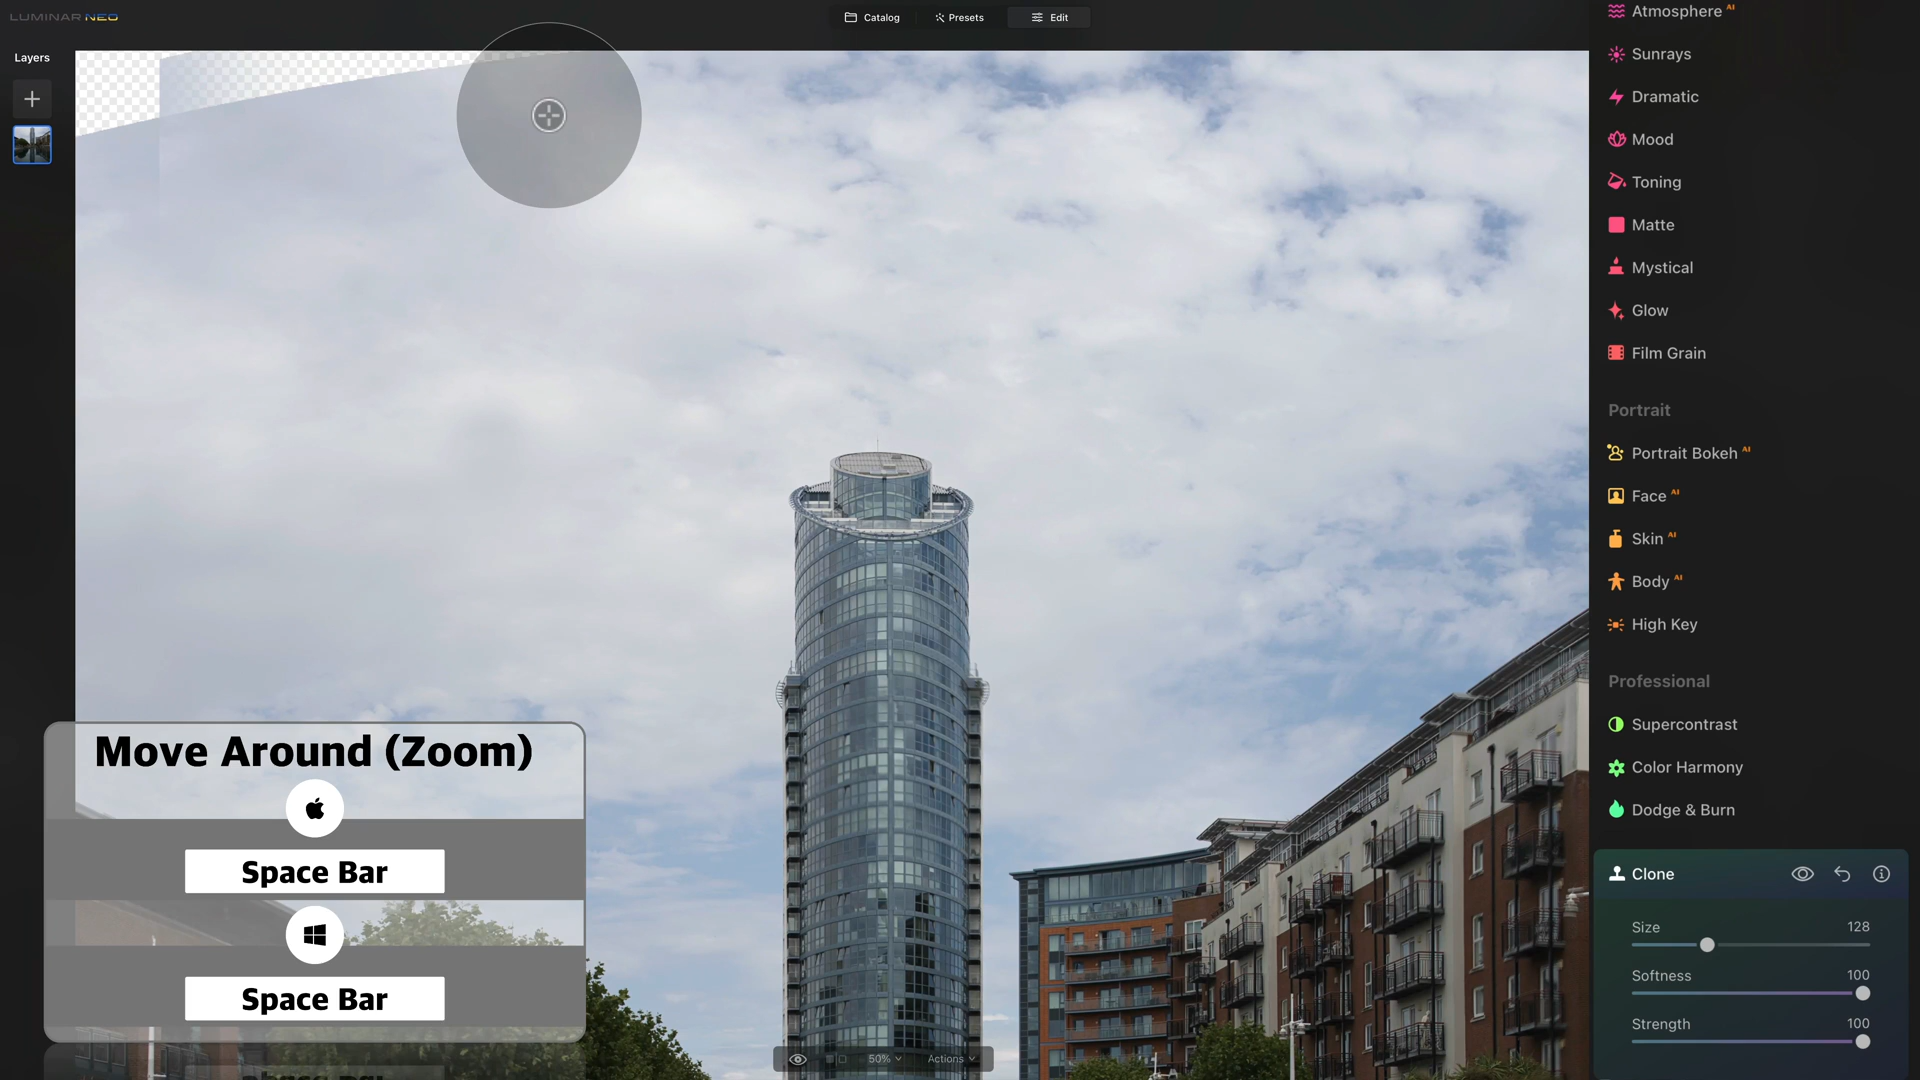 LUMINAR NEO
Catalog
Presets
Edit
Layers
Atmosphere AI
Sunrays
Dramatic
Mood
Toning
Matte
Mystical
Glow
Film Grain
Portrait
Portrait Bokeh AI
Face AI
Skin AI
Body AI
High Key
Professional
Supercontrast
Color Harmony
Dodge & Burn
Clone
Size 128
Softness 100
Strength 100
Move Around (Zoom)
Space Bar
Space Bar
50%
Actions